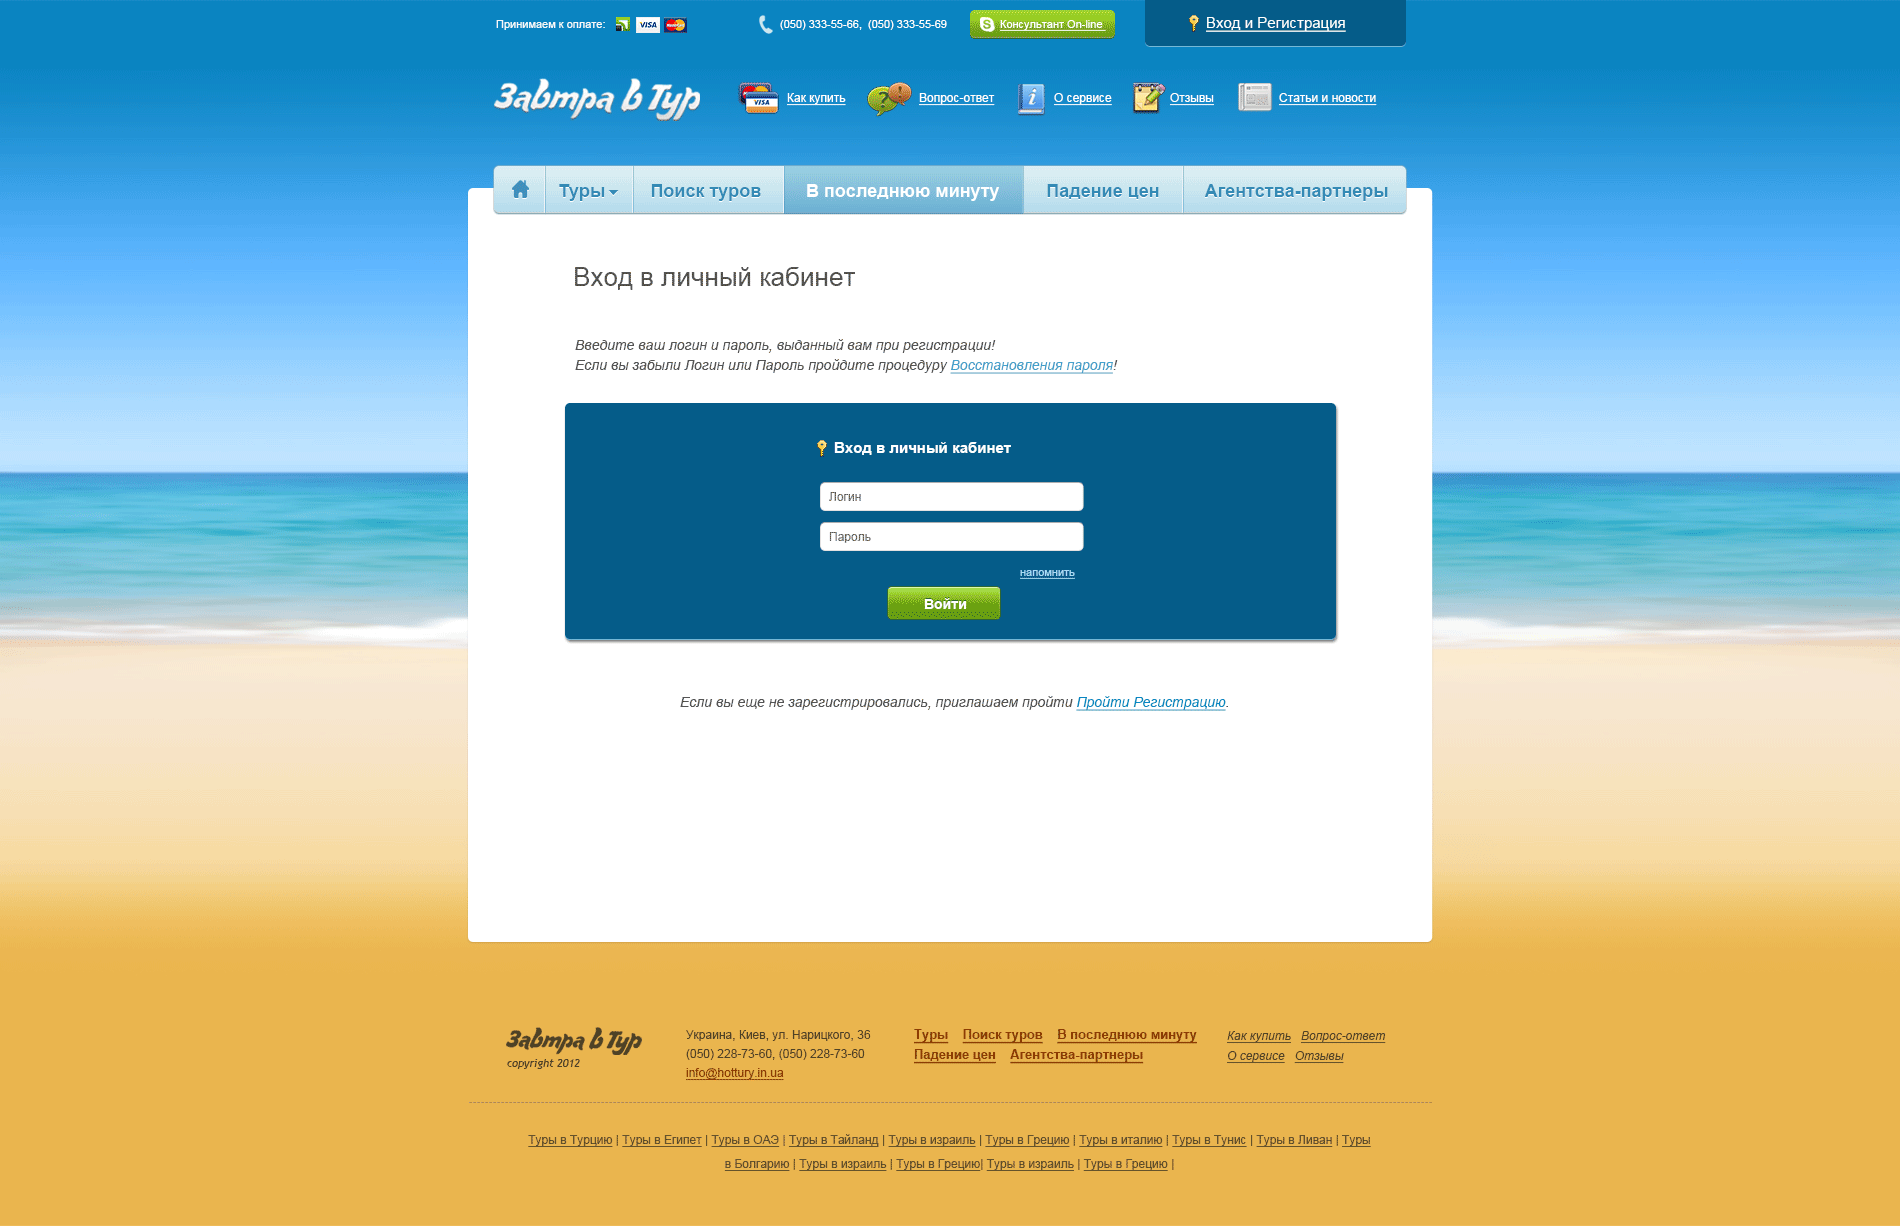 Принимаем к оплате: VISA (050) 333-55-66, (050) 333-55-69 Консультант On-line Вход и Регистрация
Завтра в Тур VISA Как купить Вопрос-ответ О сервисе Отзывы Статьи и новости
Туры Поиск туров В последнюю минуту Падение цен Агентства-партнеры
Вход в личный кабинет
Введите ваш логин и пароль, выданный вам при регистрации!
Если вы забыли Логин или Пароль пройдите процедуру Восстановления пароля!
Вход в личный кабинет
Логин
Пароль
напомнить
Войти
Если вы еще не зарегистрировались, приглашаем пройти Пройти Регистрацию.
Завтра в Тур
copyright 2012
Украина, Киев, ул. Нарицкого, 36
(050) 228-73-60, (050) 228-73-60
info@hottury.in.ua
Туры Поиск туров В последнюю минуту
Падение цен Агентства-партнеры
Как купить Вопрос-ответ
О сервисе Отзывы
Туры в Турцию | Туры в Египет | Туры в ОАЭ | Туры в Тайланд | Туры в израиль | Туры в Грецию | Туры в италию | Туры в Тунис | Туры в Ливан | Туры
в Болгарию | Туры в израиль | Туры в Грецию| Туры в израиль | Туры в Грецию |